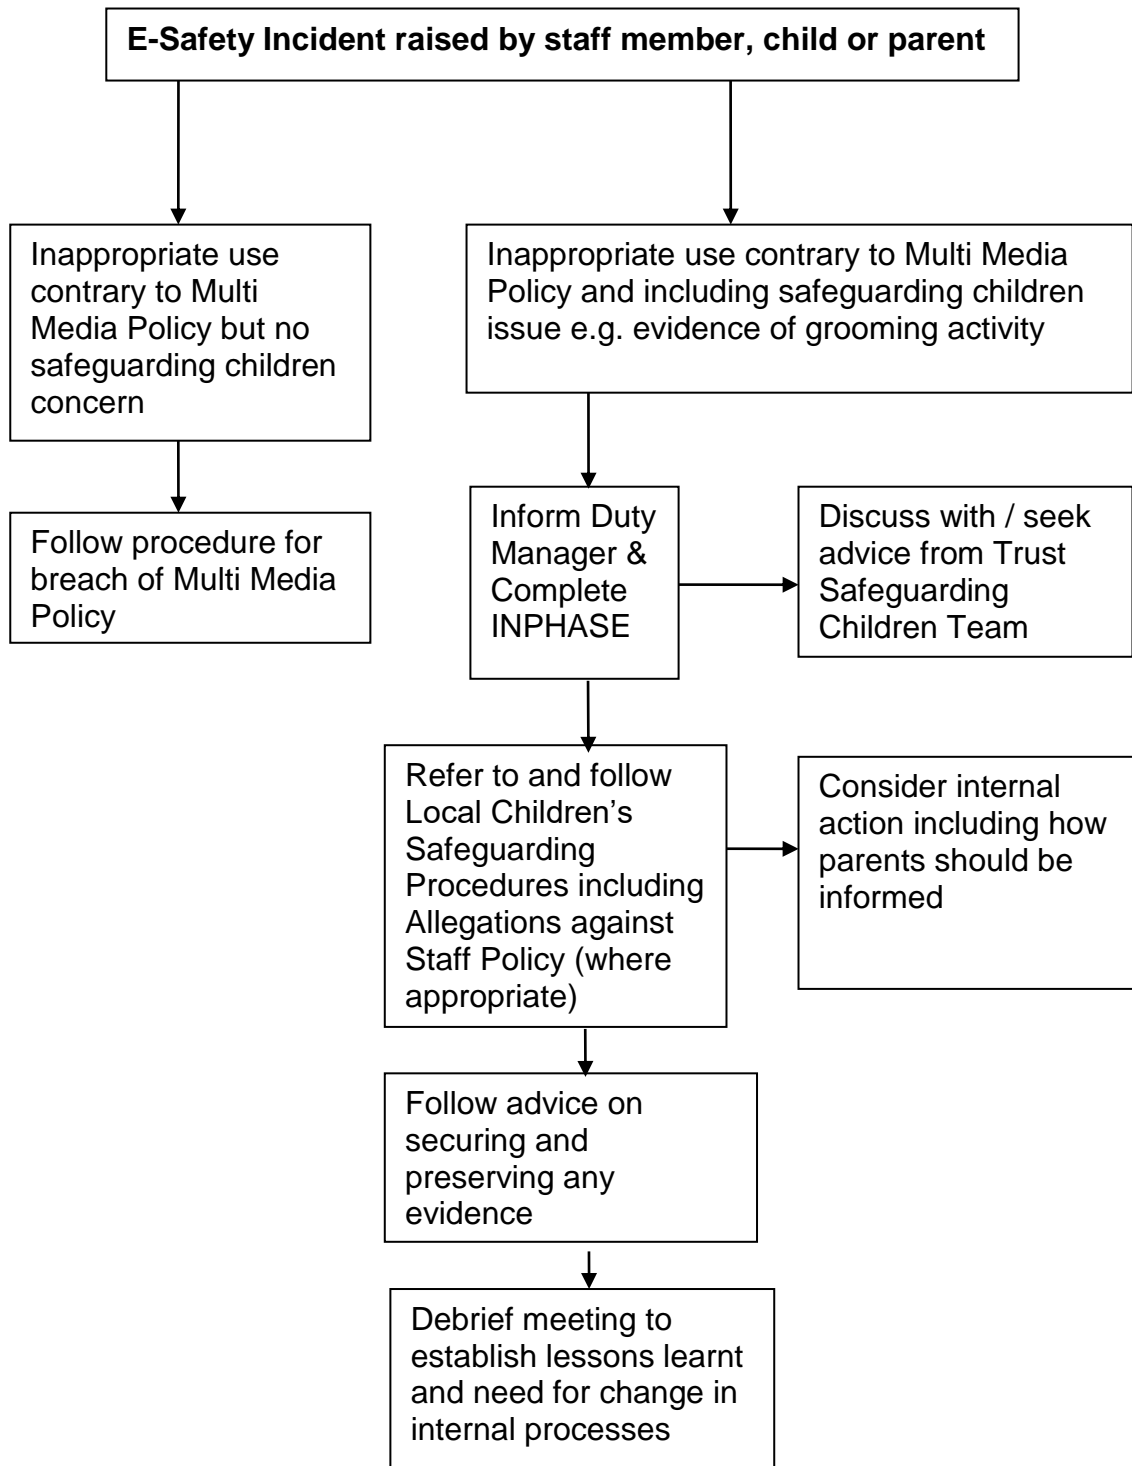 E-Safety Incident raised by staff member, child or parent
Inappropriate use
contrary to Multi
Media Policy but no
safeguarding children
concern
Inappropriate use contrary to Multi Media
Policy and including safeguarding children
issue e.g. evidence of grooming activity
Follow procedure for
breach of Multi Media
Policy
Inform Duty
Manager &
Complete
INPHASE
Discuss with / seek
advice from Trust
Safeguarding
Children Team
Refer to and follow
Local Children’s
Safeguarding
Procedures including
Allegations against
Staff Policy (where
appropriate)
Consider internal
action including how
parents should be
informed
Follow advice on
securing and
preserving any
evidence
Debrief meeting to
establish lessons learnt
and need for change in
internal processes